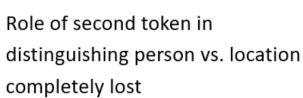 Role of second token in
distinguishing person vs. location
completely lost